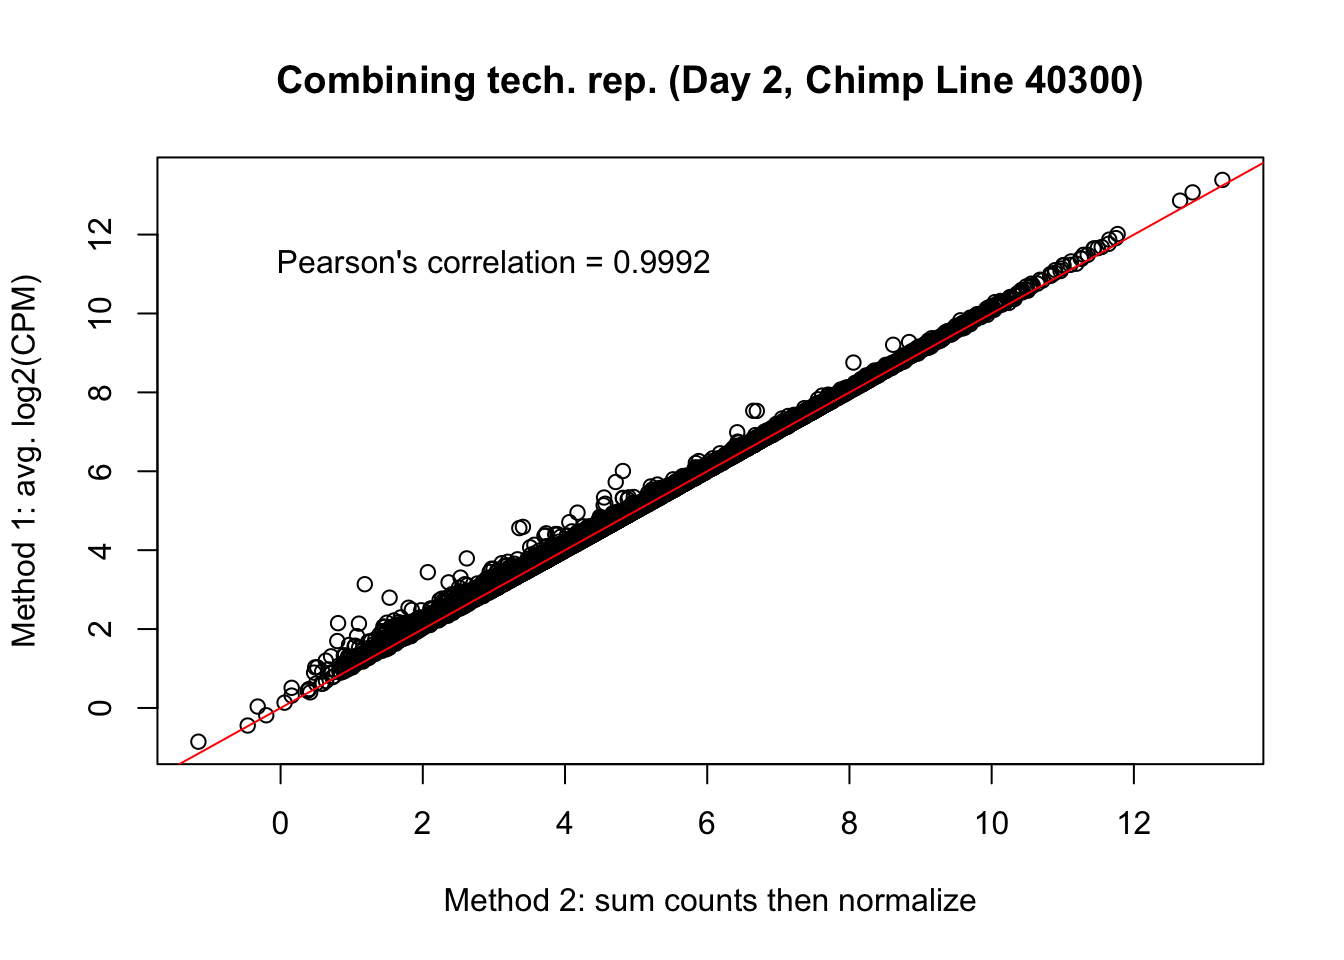 Combining tech. rep. (Day 2, Chimp Line 40300)
Pearson's correlation = 0.9992
Method 1: avg. log2(CPM)
12
10
8
6
4
2
0
0 2 4 6 8 10 12
Method 2: sum counts then normalize